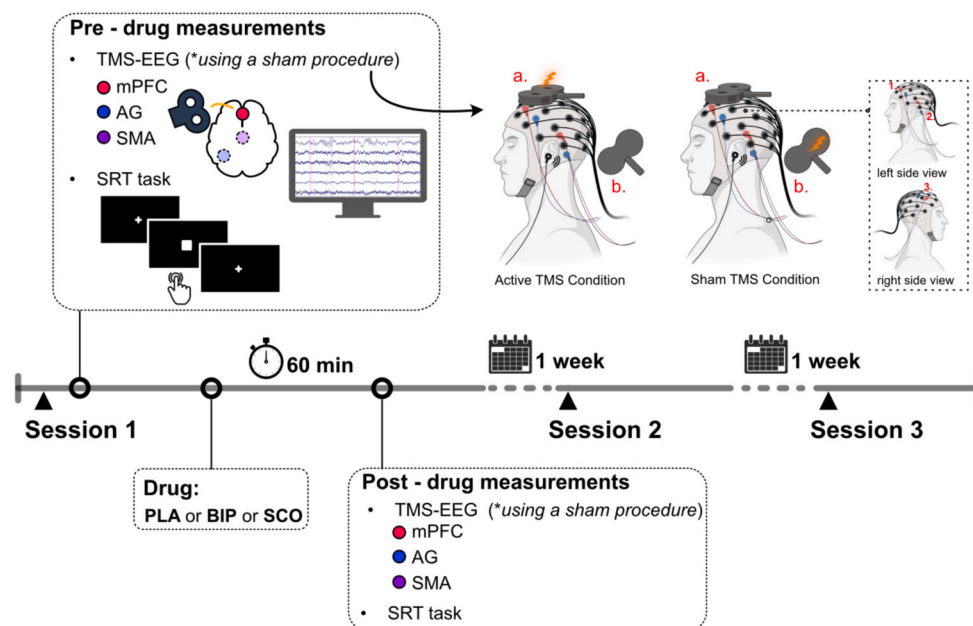 Pre - drug measurements
• TMS-EEG (*using a sham procedure)
mPFC
AG
SMA
• SRT task
a.
b.
Active TMS Condition
a.
b.
Sham TMS Condition
1.
2.
left side view
3.
right side view
60 min
1 week
1 week
Session 1
Session 2
Session 3
Drug:
PLA or BIP or SCO
Post - drug measurements
• TMS-EEG (*using a sham procedure)
mPFC
AG
SMA
• SRT task